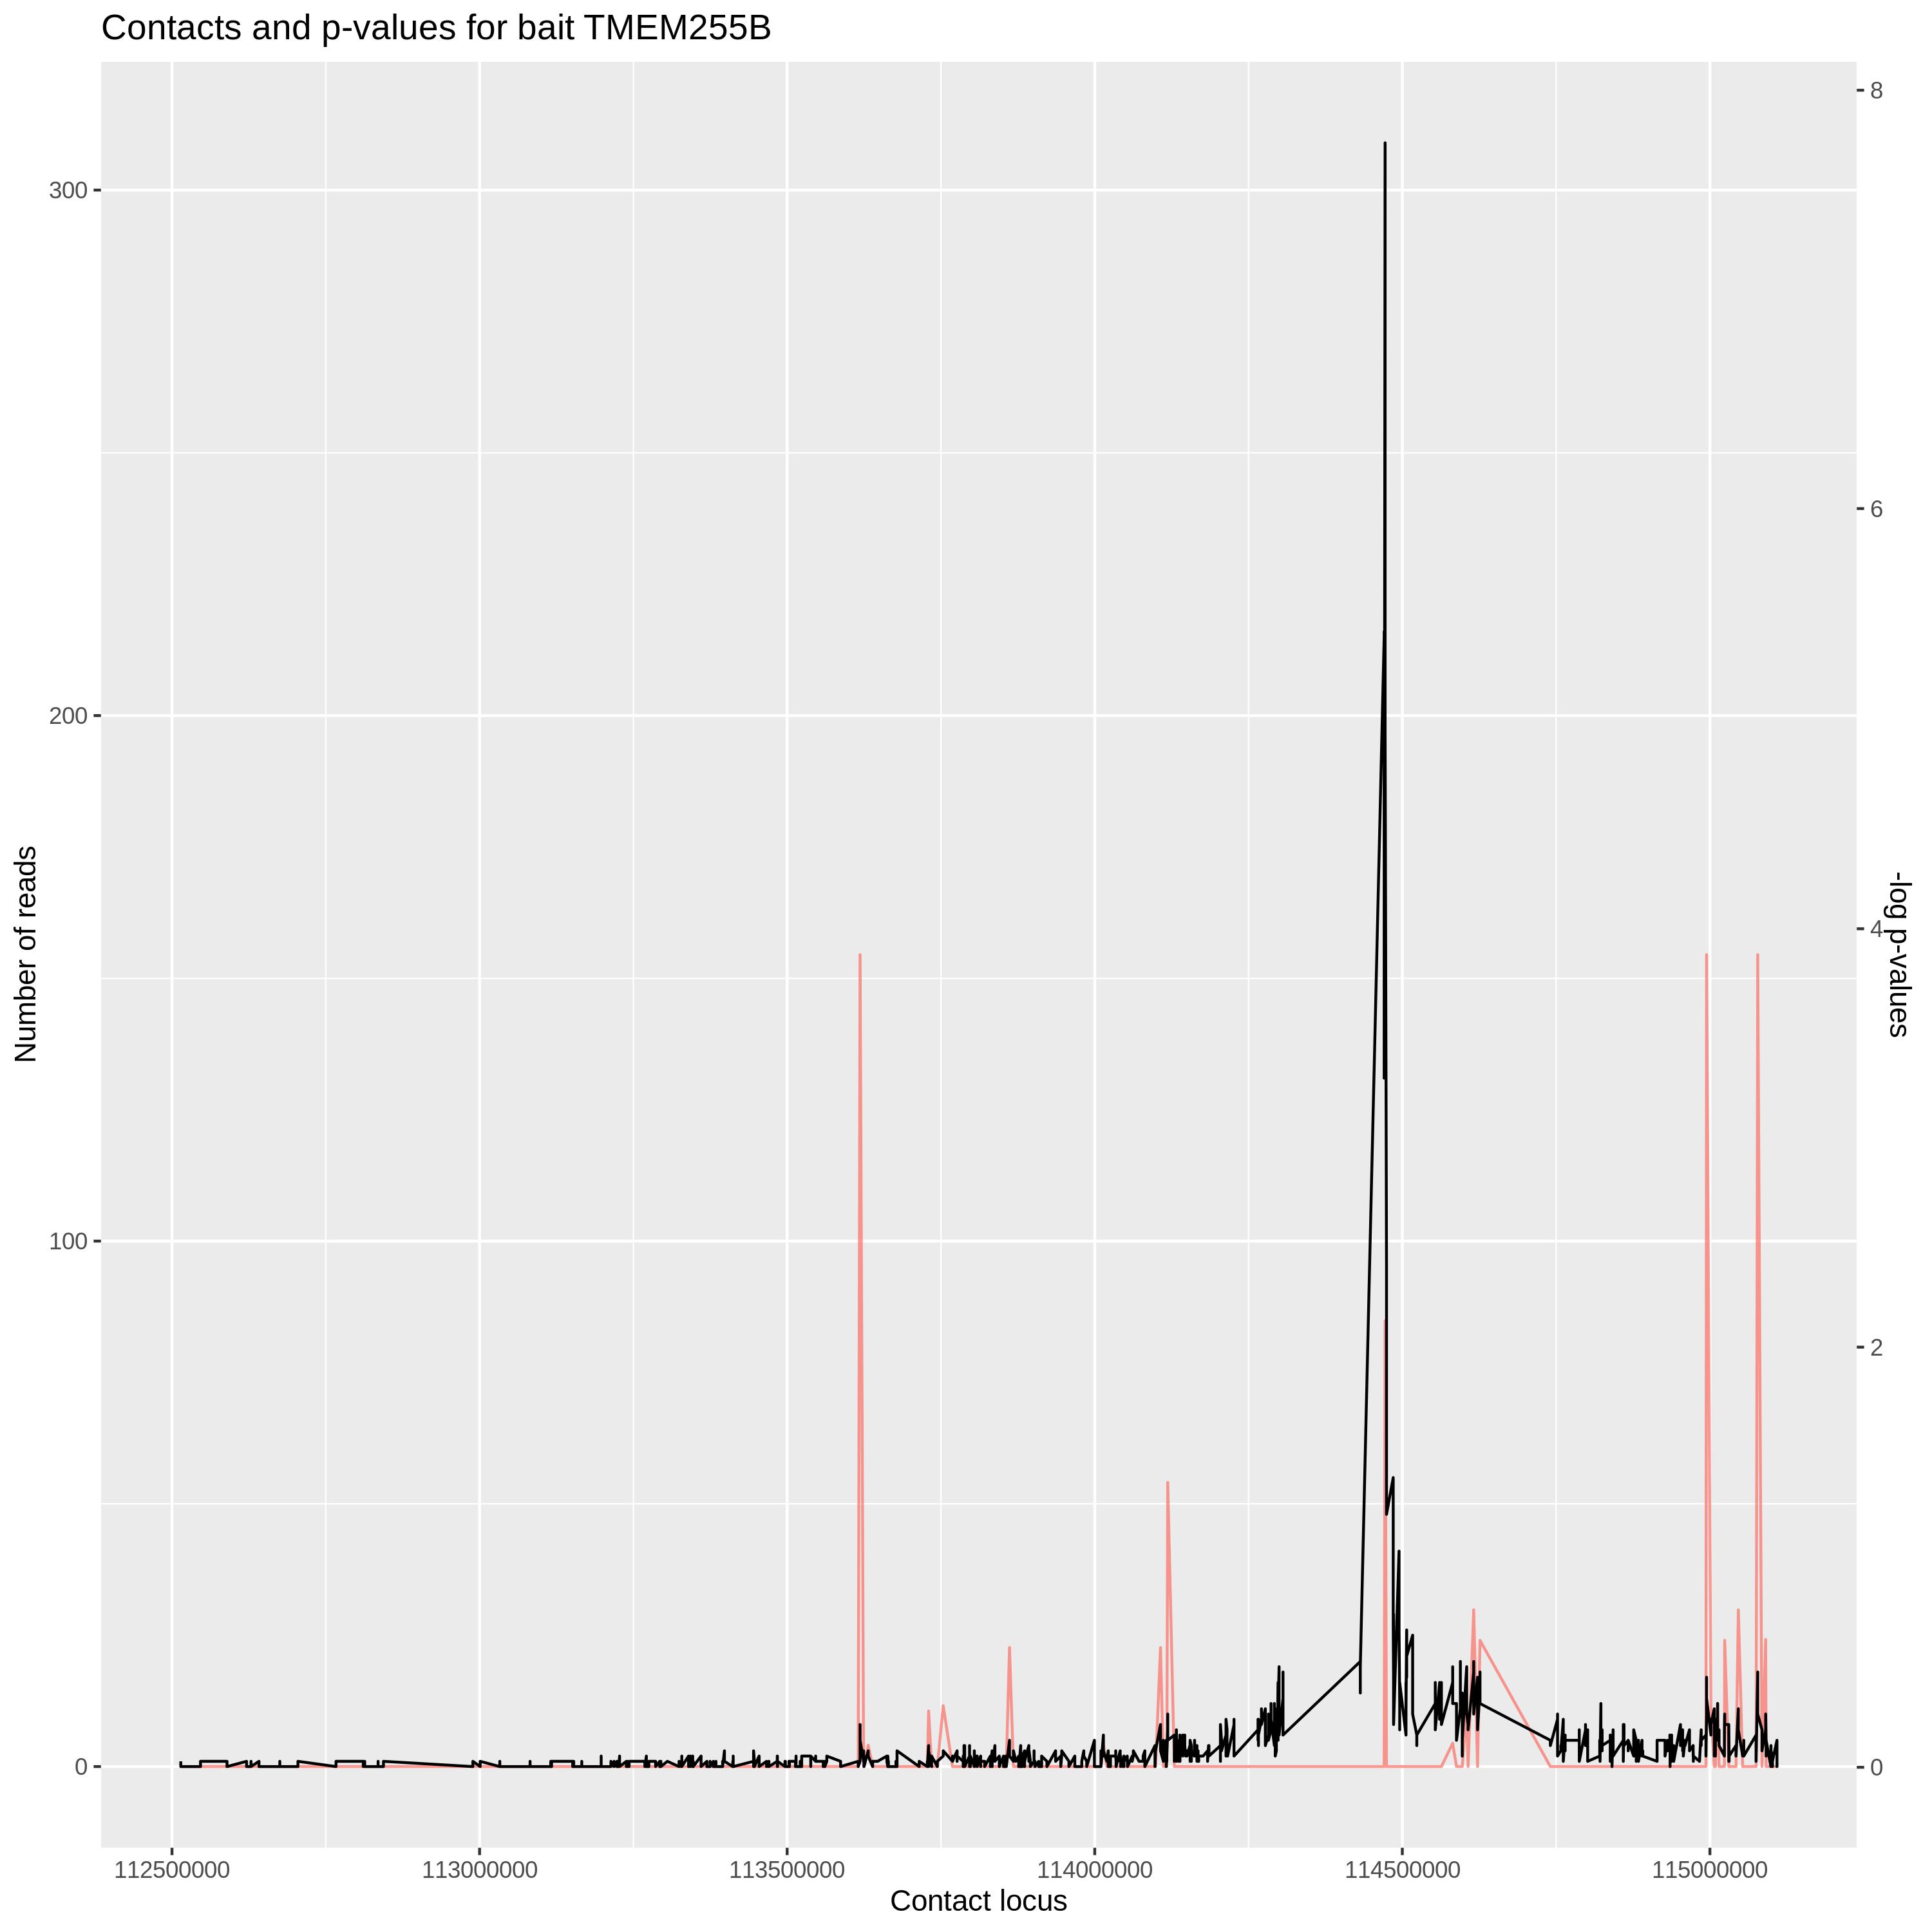 Contacts and p-values for bait TMEM255B
Number of reads
300
200
100
0
8
6
4
2
0
-log p-values
112500000 113000000 113500000 114000000 114500000 115000000
Contact locus